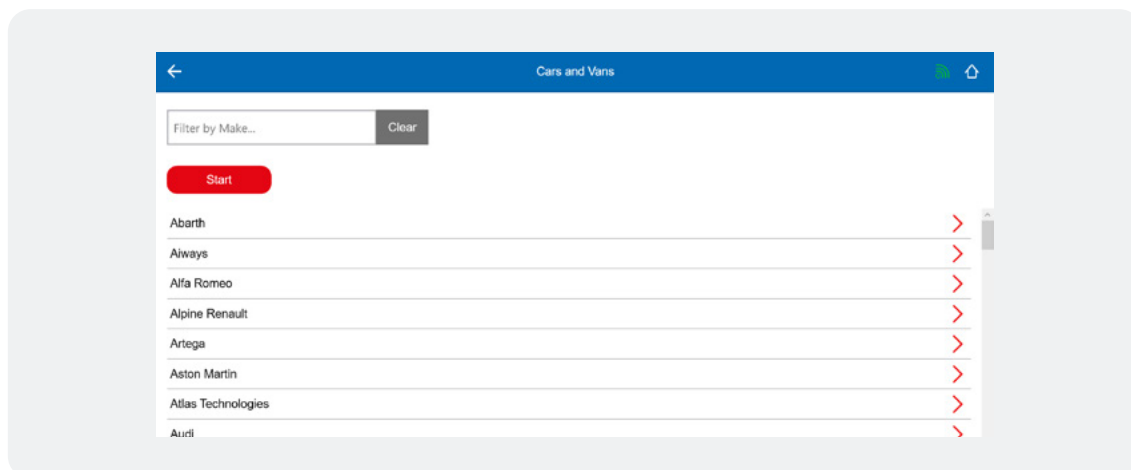 Cars and Vans
Filter by Make...
Clear
Start
Abarth
Aiways
Alfa Romeo
Alpine Renault
Artega
Aston Martin
Atlas Technologies
Audi